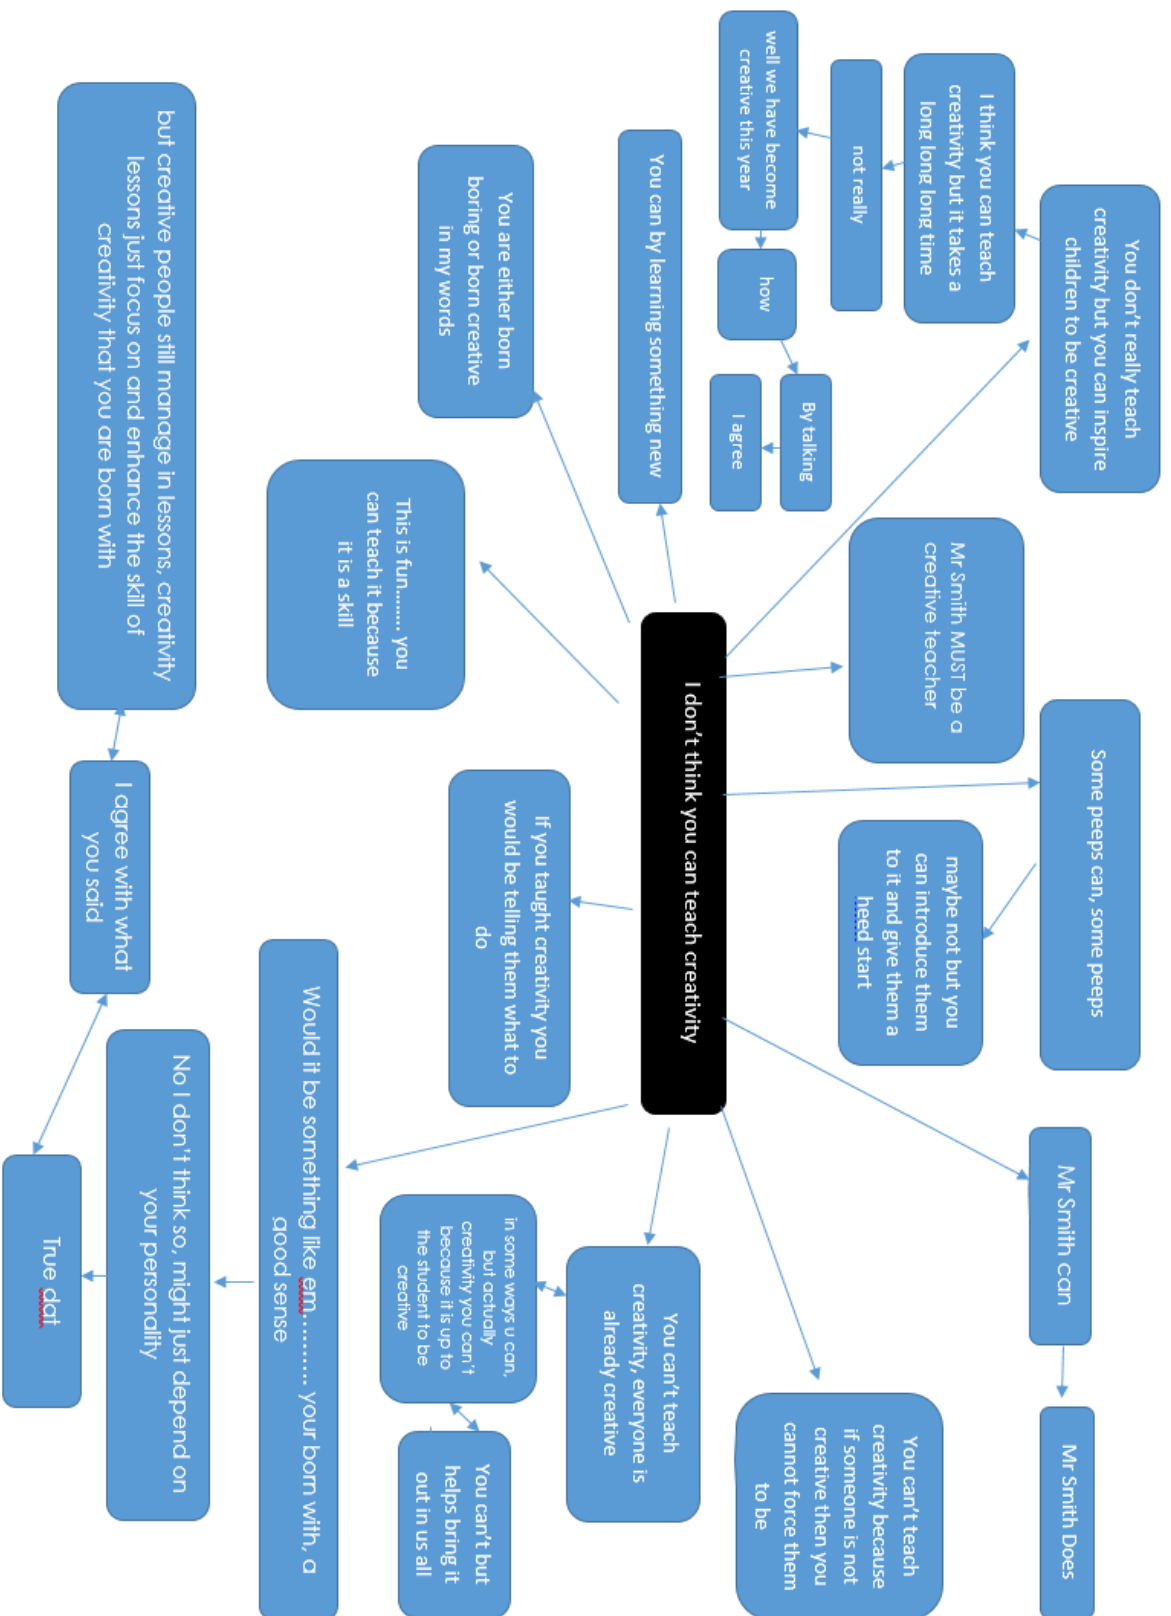 You don't really teach
creativity but you can inspire
children to be creative
I think you can teach
creativity but it takes a
long long long time
not really
well we have become
creative this year
how
By talking
I agree
You can by learning something new
You are either born
boring or born creative
in my words
This is fun........ you
can teach it because
it is a skill
Mr Smith MUST be a
creative teacher
Some peeps can, some peeps
maybe not but you
can introduce them
to it and give them a
heed start
Mr Smith can
Mr Smith Does
I don't think you can teach creativity
If you taught creativity you
would be telling them what to
do
You can't teach
creativity because
if someone is not
creative then you
cannot force them
to be
You can't teach
creativity, everyone is
already creative
in some ways u can,
but actually
creativity you can't
because it is up to
the student to be
creative
You can't but
helps bring it
out in us all
Would it be something like em.......... your born with, a
good sense
No I don't think so, might just depend on
your personality
True dat
I agree with what
you said
but creative people still manage in lessons, creativity
lessons just focus on and enhance the skill of
creativity that you are born with